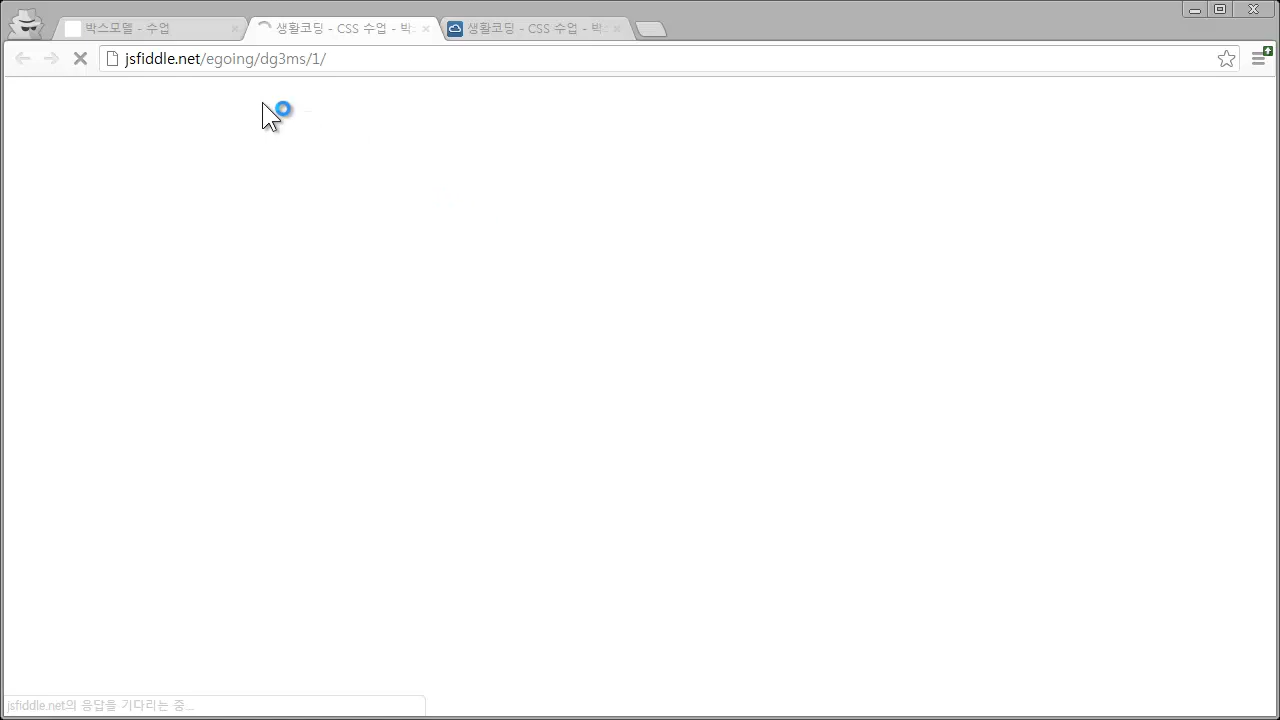 박스모델 - 수업
생활코딩 - CSS 수업 - 박
생활코딩 - CSS 수업 - 박
jsfiddle.net/egoing/dg3ms/1/
jsfiddle.net의 응답을 기다리는 중...